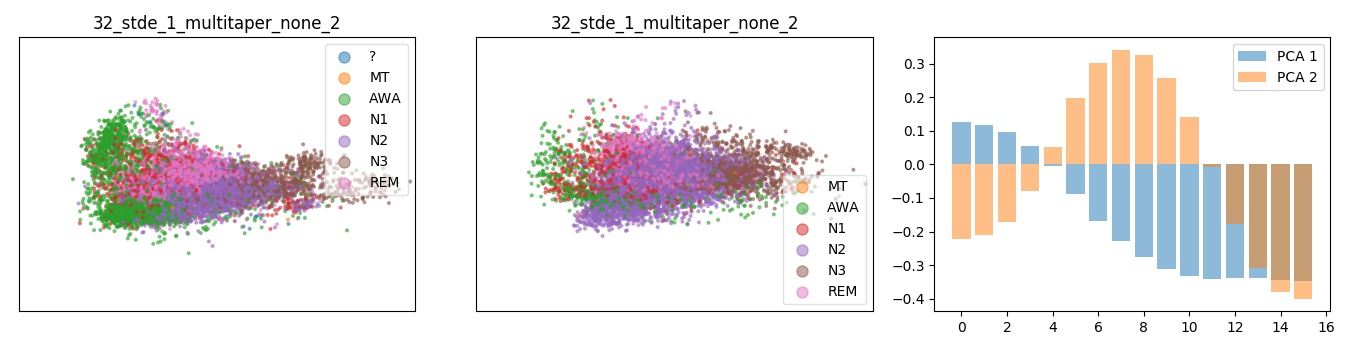 32_stde_1_multitaper_none_2
?
MT
AWA
N1
N2
N3
REM
32_stde_1_multitaper_none_2
MT
AWA
N1
N2
N3
REM
PCA 1
PCA 2
0.3
0.2
0.1
0.0
−0.1
−0.2
−0.3
−0.4
0 2 4 6 8 10 12 14 16